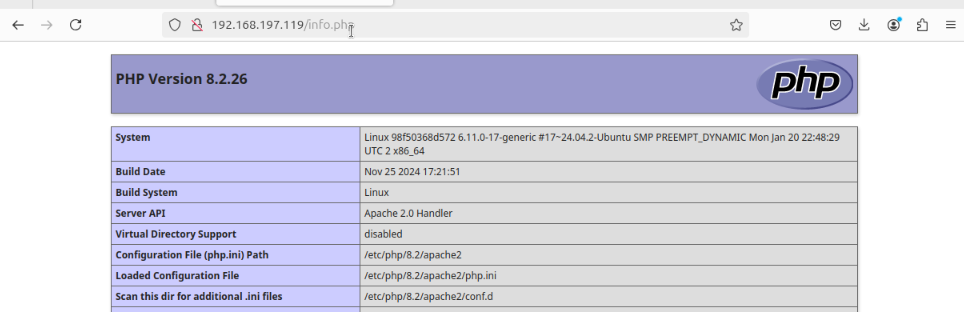 192.168.197.119/info.php
PHP Version 8.2.26
php
System
Linux 98f50368d572 6.11.0-17-generic #17~24.04.2-Ubuntu SMP PREEMPT_DYNAMIC Mon Jan 20 22:48:29
UTC 2 x86_64
Build Date
Nov 25 2024 17:21:51
Build System
Linux
Server API
Apache 2.0 Handler
Virtual Directory Support
disabled
Configuration File (php.ini) Path
/etc/php/8.2/apache2
Loaded Configuration File
/etc/php/8.2/apache2/php.ini
Scan this dir for additional .ini files
/etc/php/8.2/apache2/conf.d